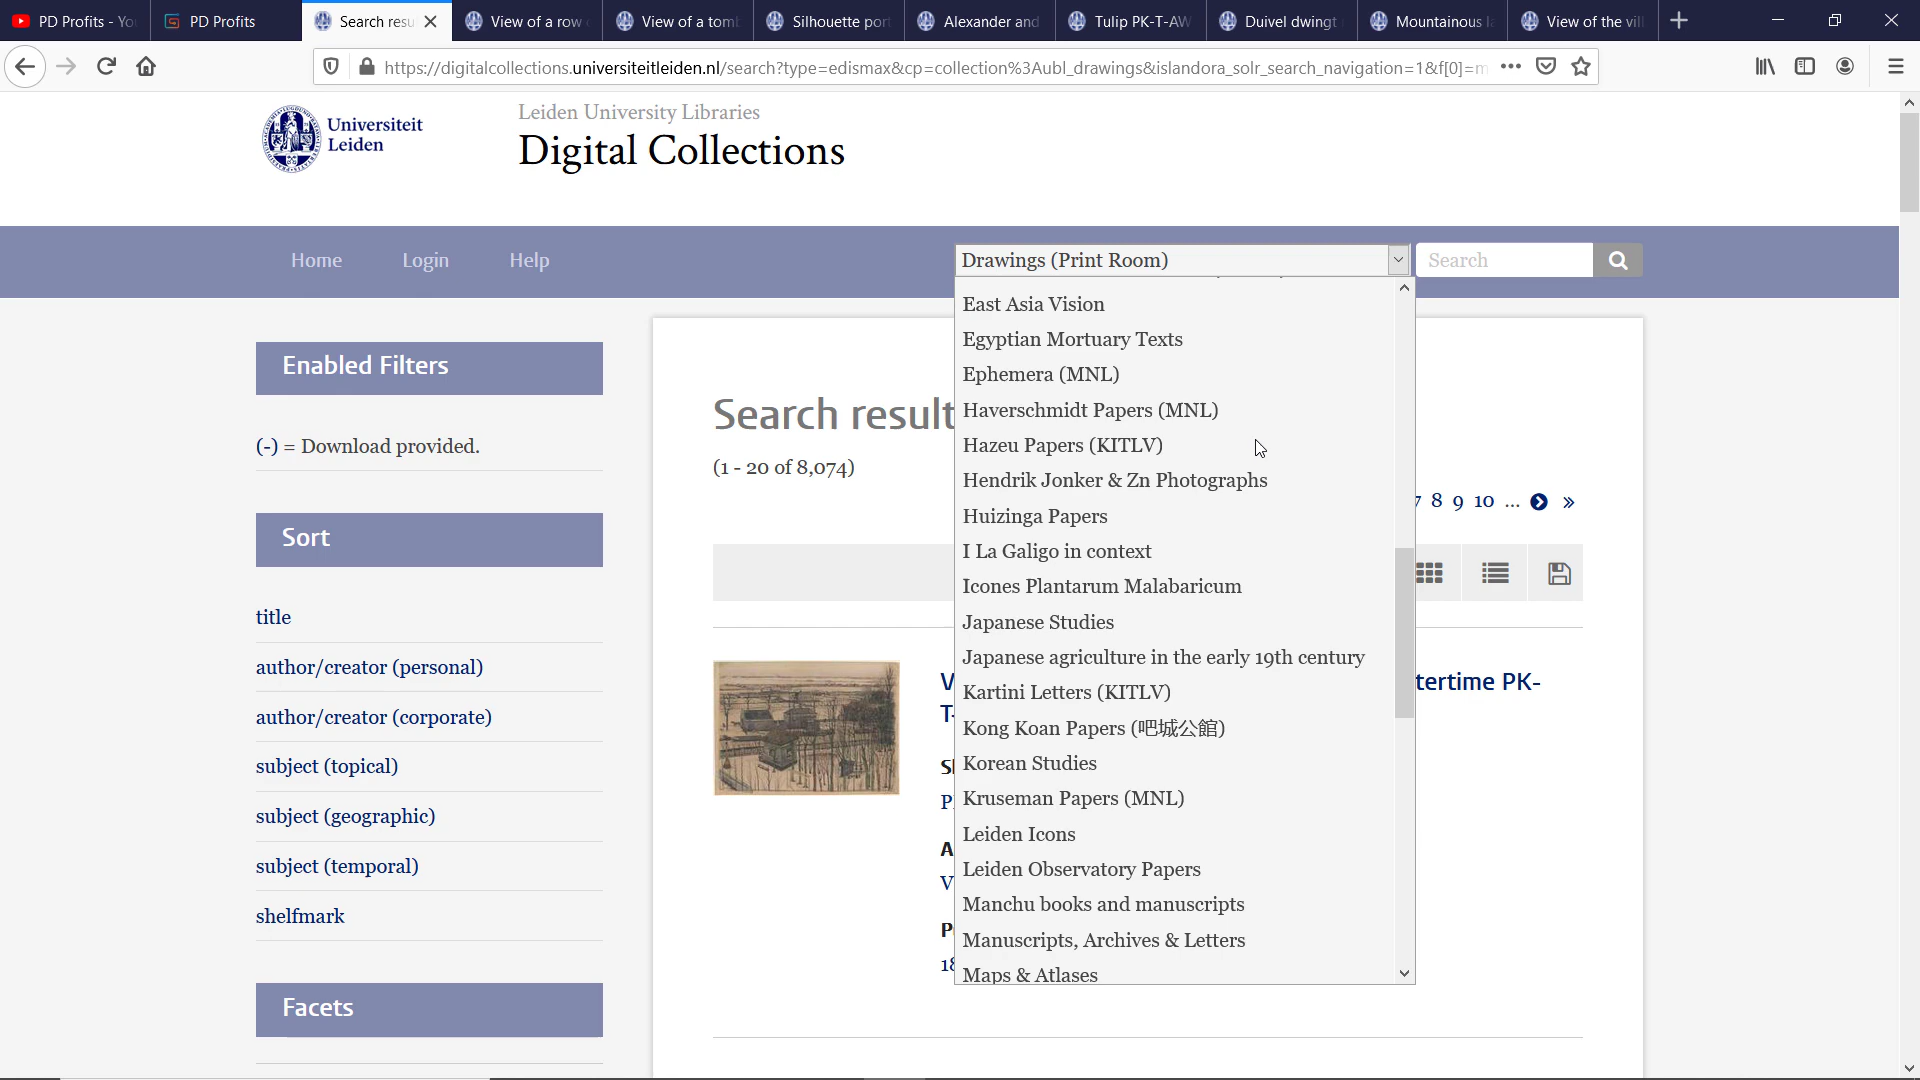 PD Profits - Yo
PD Profits
Search resu
View of a row
View of a tomb
Silhouette port
Alexander and
Tulip PK-T-AW
Duivel dwingt
Mountainous la
View of the vill
https://digitalcollections.universiteitleiden.nl/search?type=edismax&cp=collection%3Aubl_drawings&islandora_solr_search_navigation=1&f[0]=m
Universiteit
Leiden
Leiden University Libraries
Digital Collections
Home
Login
Help
Drawings (Print Room)
Search
East Asia Vision
Egyptian Mortuary Texts
Ephemera (MNL)
Haverschmidt Papers (MNL)
Hazeu Papers (KITLV)
Hendrik Jonker & Zn Photographs
Huizinga Papers
I La Galigo in context
Icones Plantarum Malabaricum
Japanese Studies
Japanese agriculture in the early 19th century
Kartini Letters (KITLV)
Kong Koan Papers (吧城公館)
Korean Studies
Kruseman Papers (MNL)
Leiden Icons
Leiden Observatory Papers
Manchu books and manuscripts
Manuscripts, Archives & Letters
Maps & Atlases
Enabled Filters
(-) = Download provided.
Sort
title
author/creator (personal)
author/creator (corporate)
subject (topical)
subject (geographic)
subject (temporal)
shelfmark
Facets
Search result
(1 - 20 of 8,074)
7 8 9 10 ... »
tertime PK-
T-